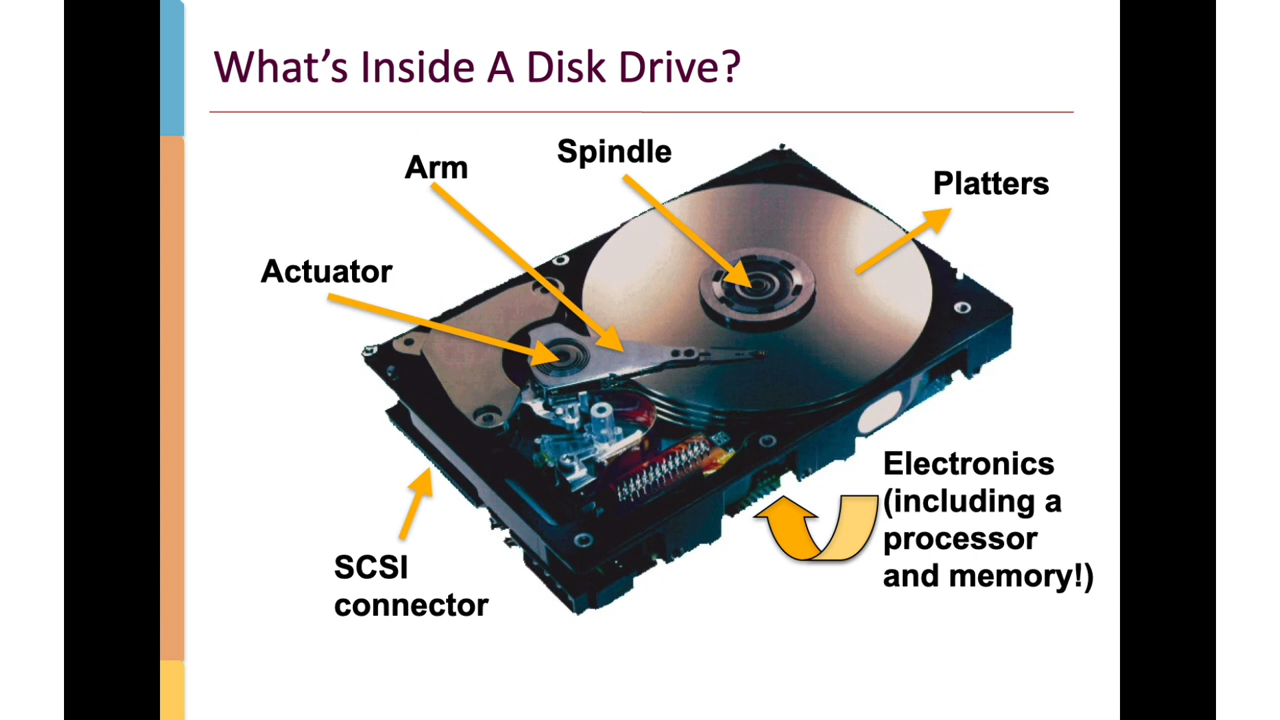 What's Inside A Disk Drive?
Arm
Spindle
Platters
Actuator
Electronics
(including a
processor
and memory!)
SCSI
connector